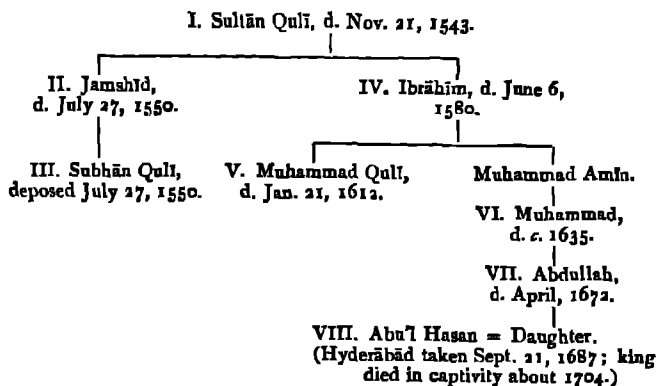 I. Sultān Qulī, d. Nov. 21, 1543.
II. Jamshīd,
d. July 27, 1550.
IV. Ibrāhīm, d. June 6,
1580.
III. Subhān Qulī,
deposed July 27, 1550.
V. Muhammad Qulī,
d. Jan. 21, 1612.
Muhammad Amīn.
VI. Muhammad,
d. c. 1635.
VII. Abdullah,
d. April, 1672.
VIII. Abu'l Hasan = Daughter.
(Hyderābād taken Sept. 21, 1687; king
died in captivity about 1704.)